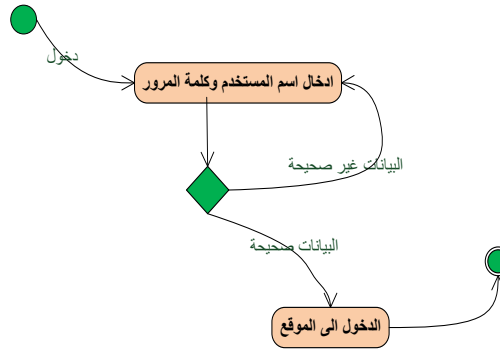 دخول
ادخال اسم المستخدم وكلمة المرور
البيانات غير صحيحة
البيانات صحيحة
الدخول الى الموقع